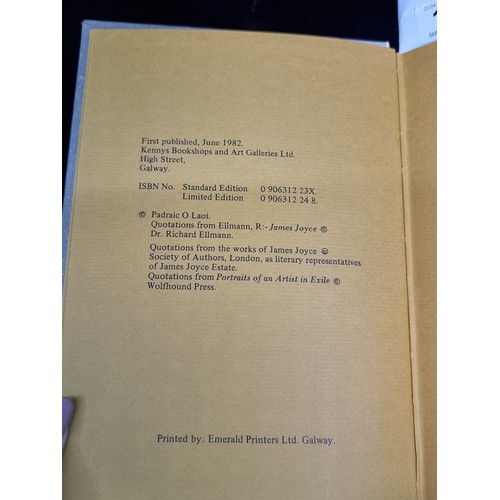 First published, June 1982.
Kennys Bookshops and Art Galleries Ltd.
High Street,
Galway.
ISBN No. Standard Edition 0 906312 23X.
Limited Edition 0 906312 24 8.
© Padraic O Laoi.
Quotations from Ellmann, R:- James Joyce ©
Dr. Richard Ellmann.
Quotations from the works of James Joyce ©
Society of Authors, London, as literary representatives
of James Joyce Estate.
Quotations from Portraits of an Artist in Exile ©
Wolfhound Press.
Printed by: Emerald Printers Ltd. Galway.